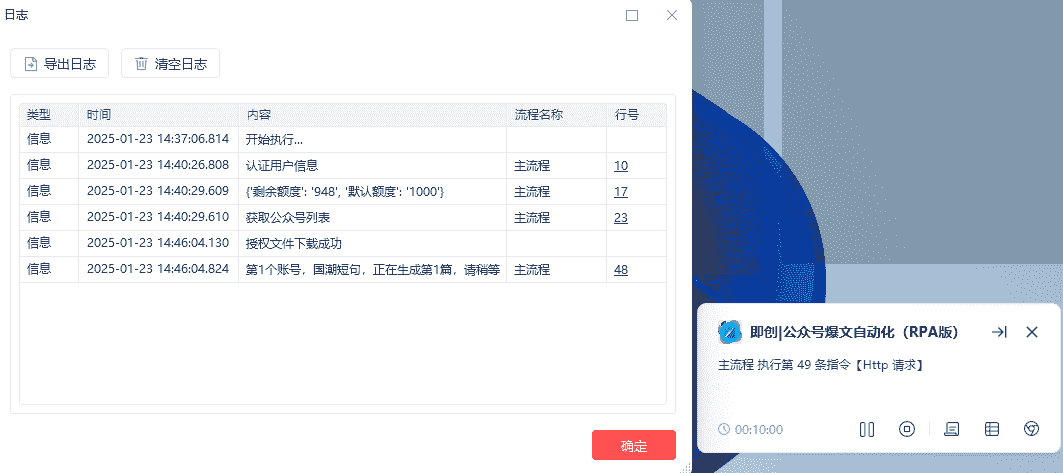 日志
导出日志 清空日志
类型 时间 内容 流程名称 行号
信息 2025-01-23 14:37:06.814 开始执行...
信息 2025-01-23 14:40:26.808 认证用户信息 主流程 10
信息 2025-01-23 14:40:29.609 {'剩余额度': '948', '默认额度': '1000'} 主流程 17
信息 2025-01-23 14:40:29.610 获取公众号列表 主流程 23
信息 2025-01-23 14:46:04.130 授权文件下载成功
信息 2025-01-23 14:46:04.824 第1个账号，国潮短句，正在生成第1篇，请稍等 主流程 48
确定
即创|公众号爆文自动化（RPA版）
主流程 执行第 49 条指令【Http 请求】
00:10:00